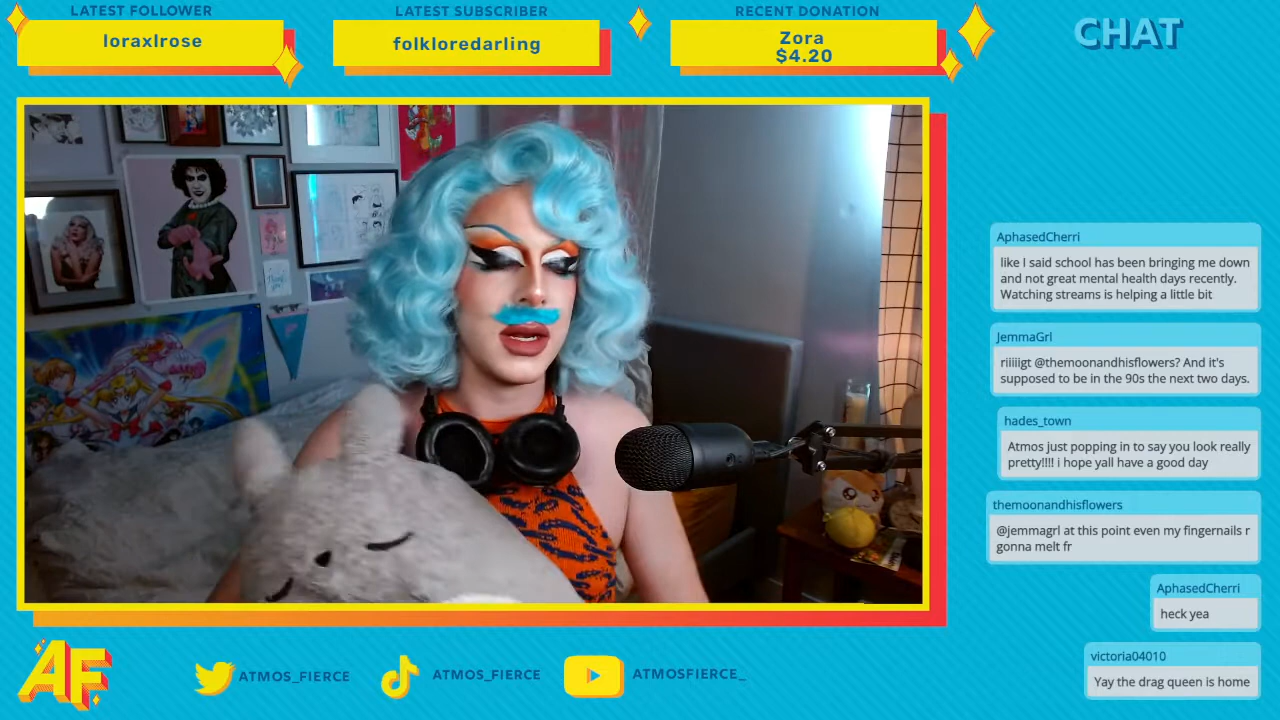 LATEST FOLLOWER
loraxlrose
LATEST SUBSCRIBER
folkloredarling
RECENT DONATION
Zora
$4.20
CHAT
AphasedCherri
like I said school has been bringing me down
and not great mental health days recently.
Watching streams is helping a little bit
JemmaGrl
riiiiigt @themoonandhisflowers? And it's
supposed to be in the 90s the next two days.
hades_town
Atmos just popping in to say you look really
pretty!!!! i hope yall have a good day
themoonandhisflowers
@jemmagrl at this point even my fingernails r
gonna melt fr
AphasedCherri
heck yea
victoria04010
Yay the drag queen is home
AF
ATMOS_FIERCE
ATMOS_FIERCE
ATMOSFIERCE_